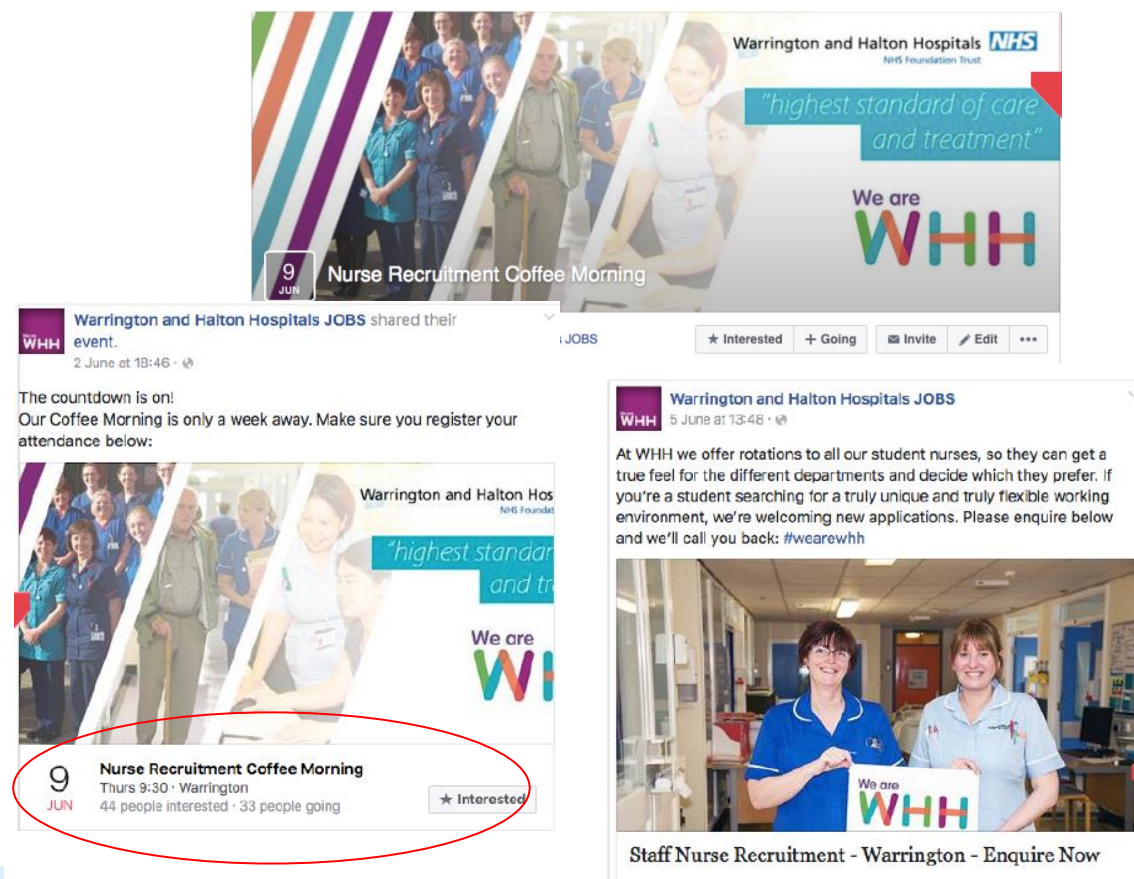 Warrington and Halton Hospitals NHS
NHS Foundation Trust
"highest standard of care
and treatment"
We are
WHH
9
JUN
Nurse Recruitment Coffee Morning
JOBS
★ Interested
+ Going
Invite
Edit
•••
WHH
Warrington and Halton Hospitals JOBS shared their
event.
2 June at 18:46 ·
The countdown is on!
Our Coffee Morning is only a week away. Make sure you register your
attendance below:
Warrington and Halton Hos
NHS Foundat
"highest standar
and tr
We are
WH
9
JUN
Nurse Recruitment Coffee Morning
Thurs 9:30 · Warrington
44 people interested · 33 people going
★ Interested
WHH
Warrington and Halton Hospitals JOBS
5 June at 13:48 ·
At WHH we offer rotations to all our student nurses, so they can get a
true feel for the different departments and decide which they prefer. If
you're a student searching for a truly unique and truly flexible working
environment, we're welcoming new applications. Please enquire below
and we'll call you back: #wearewhh
We are
WHH
Staff Nurse Recruitment - Warrington - Enquire Now